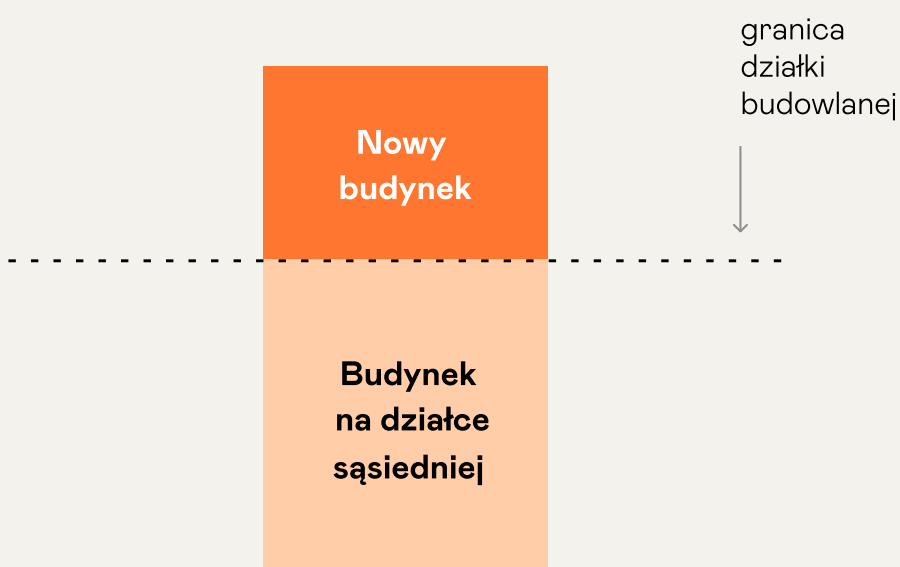 granica
działki
budowlanej
Nowy
budynek
Budynek
na działce
sąsiedniej